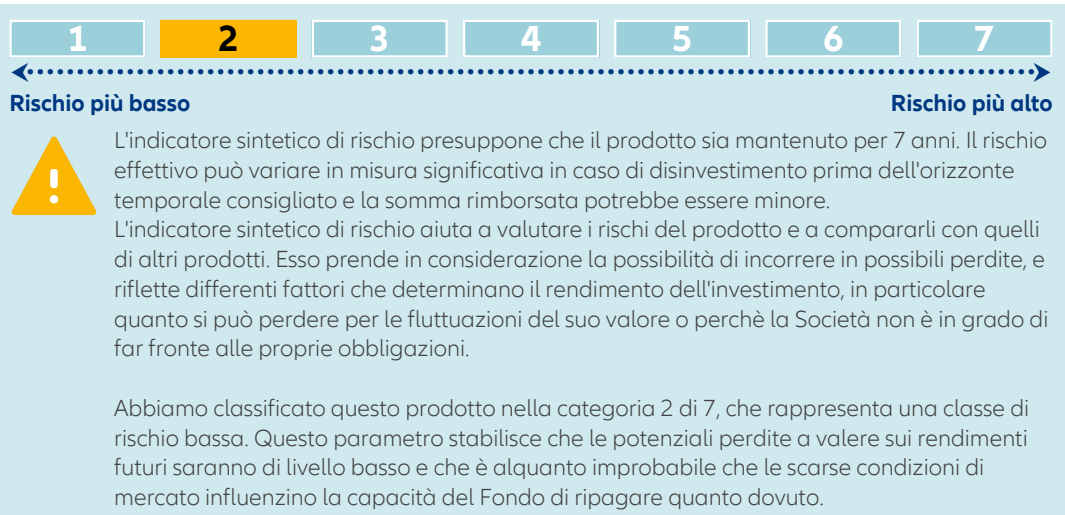 1 2 3 4 5 6 7
Rischio più basso Rischio più alto
L'indicatore sintetico di rischio presuppone che il prodotto sia mantenuto per 7 anni. Il rischio
effettivo può variare in misura significativa in caso di disinvestimento prima dell'orizzonte
temporale consigliato e la somma rimborsata potrebbe essere minore.
L'indicatore sintetico di rischio aiuta a valutare i rischi del prodotto e a compararli con quelli
di altri prodotti. Esso prende in considerazione la possibilità di incorrere in possibili perdite, e
riflette differenti fattori che determinano il rendimento dell'investimento, in particolare
quanto si può perdere per le fluttuazioni del suo valore o perchè la Società non è in grado di
far fronte alle proprie obbligazioni.
Abbiamo classificato questo prodotto nella categoria 2 di 7, che rappresenta una classe di
rischio bassa. Questo parametro stabilisce che le potenziali perdite a valere sui rendimenti
futuri saranno di livello basso e che è alquanto improbabile che le scarse condizioni di
mercato influenzino la capacità del Fondo di ripagare quanto dovuto.